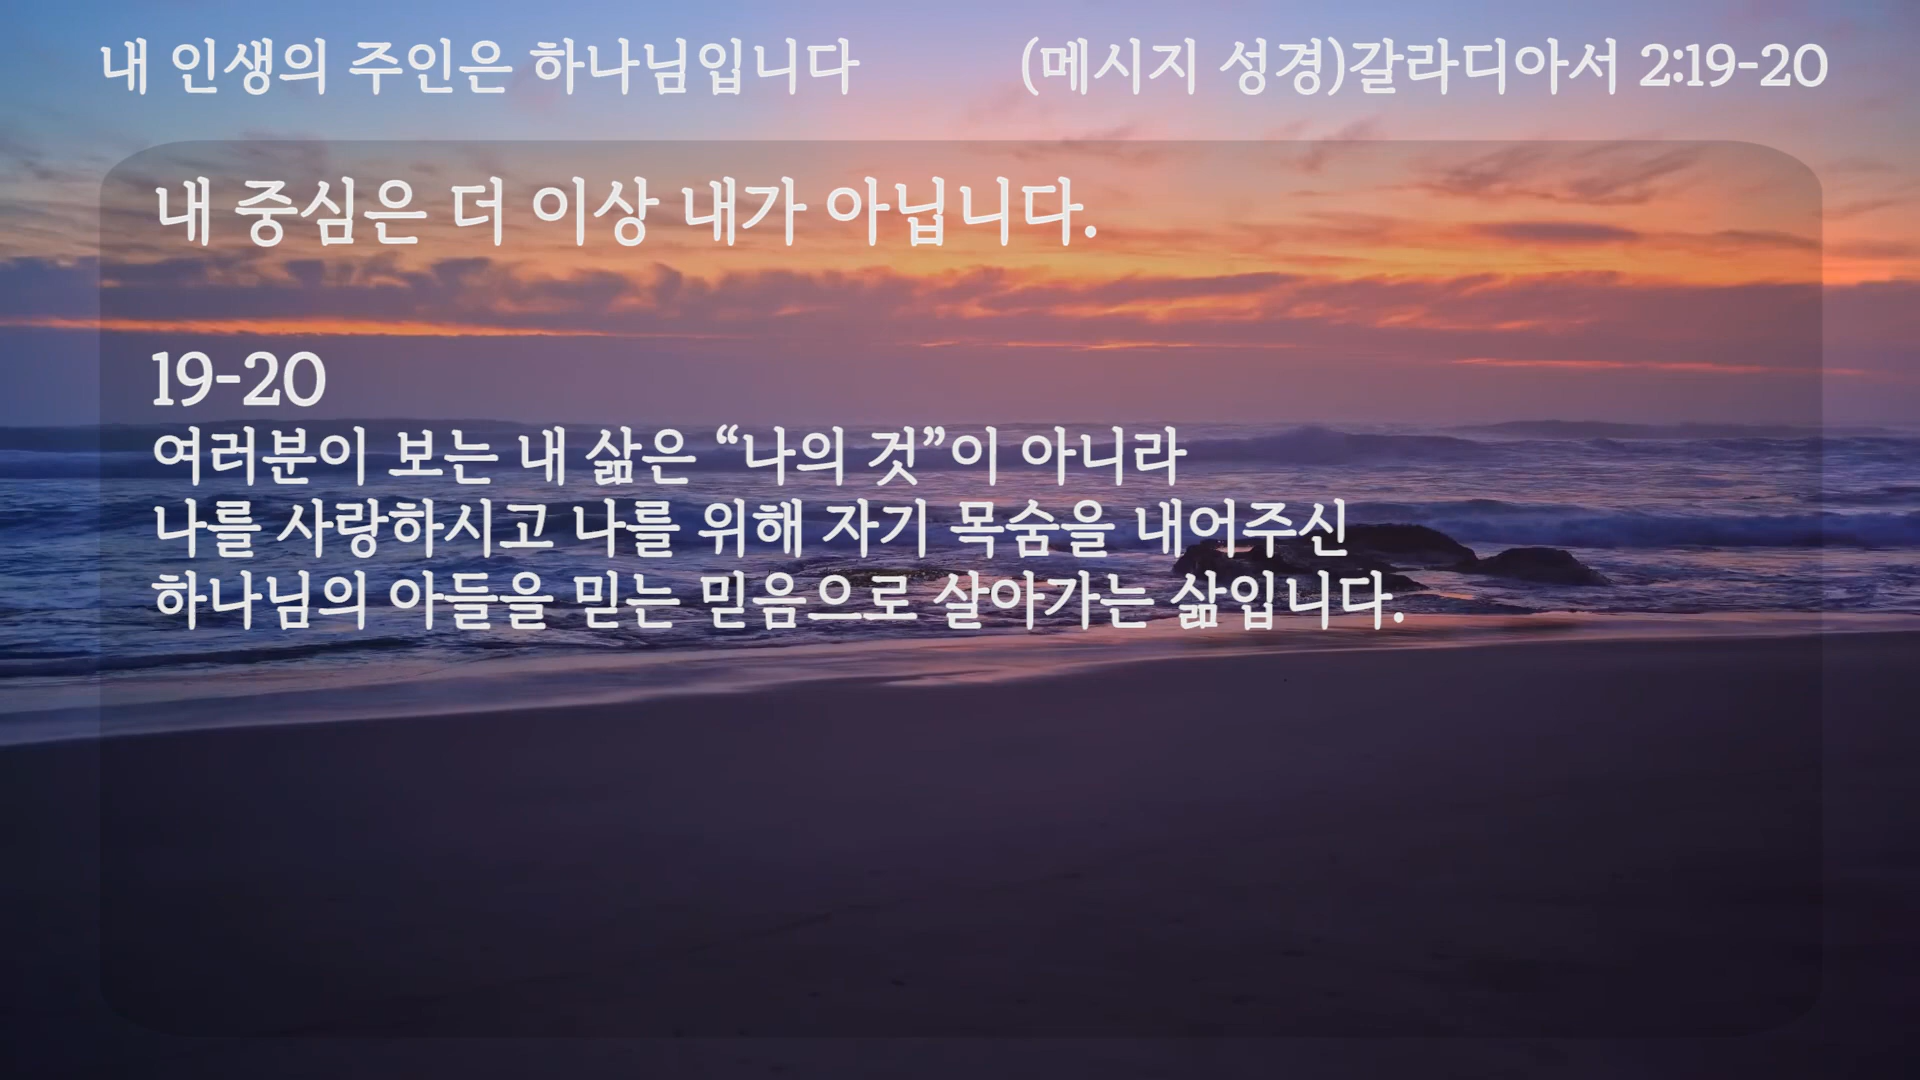 내 인생의 주인은 하나님입니다
(메시지 성경)갈라디아서 2:19-20
내 중심은 더 이상 내가 아닙니다.
19-20
여러분이 보는 내 삶은 “나의 것”이 아니라
나를 사랑하시고 나를 위해 자기 목숨을 내어주신
하나님의 아들을 믿는 믿음으로 살아가는 삶입니다.